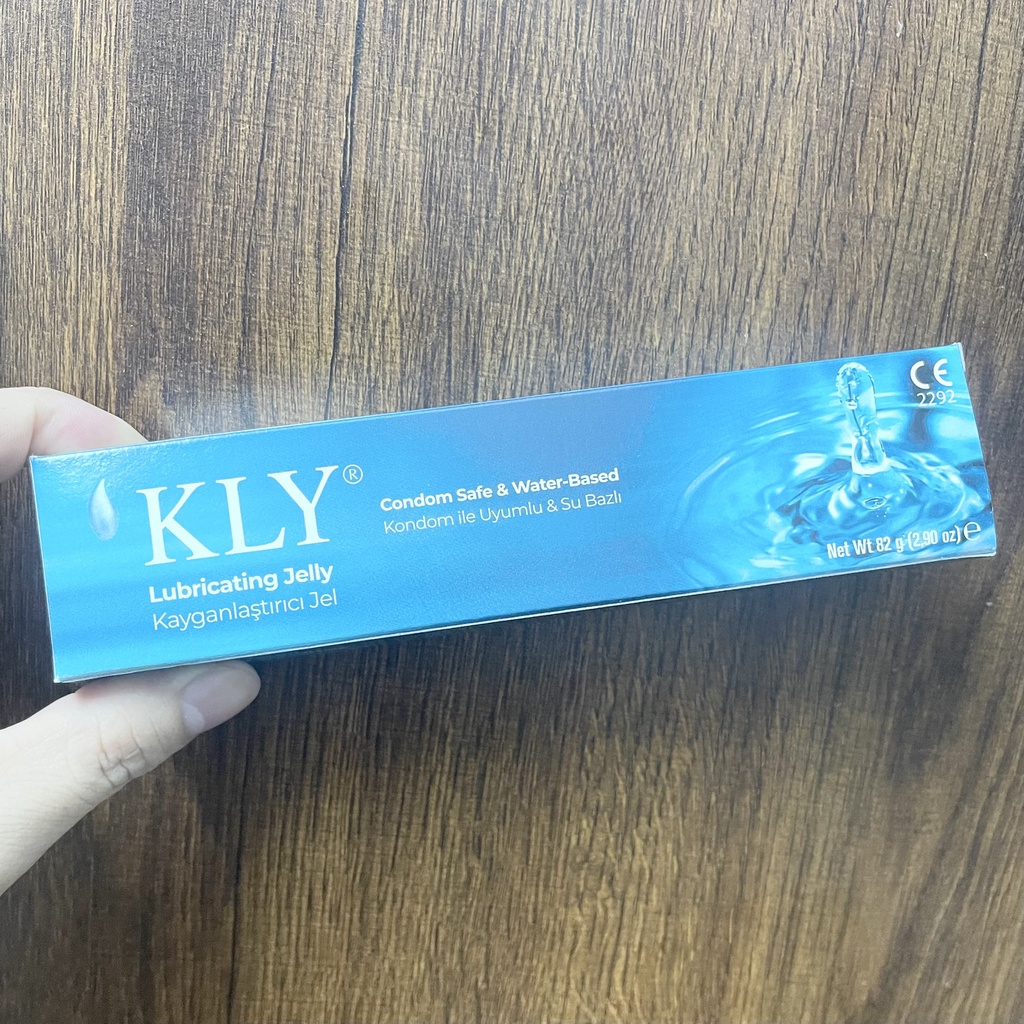 KLY®
Lubricating Jelly
Kayganlaştırıcı Jel
Condom Safe & Water-Based
Kondom ile Uyumlu & Su Bazlı
CE
2292
Net Wt 82 g (2,90 oz) ℮